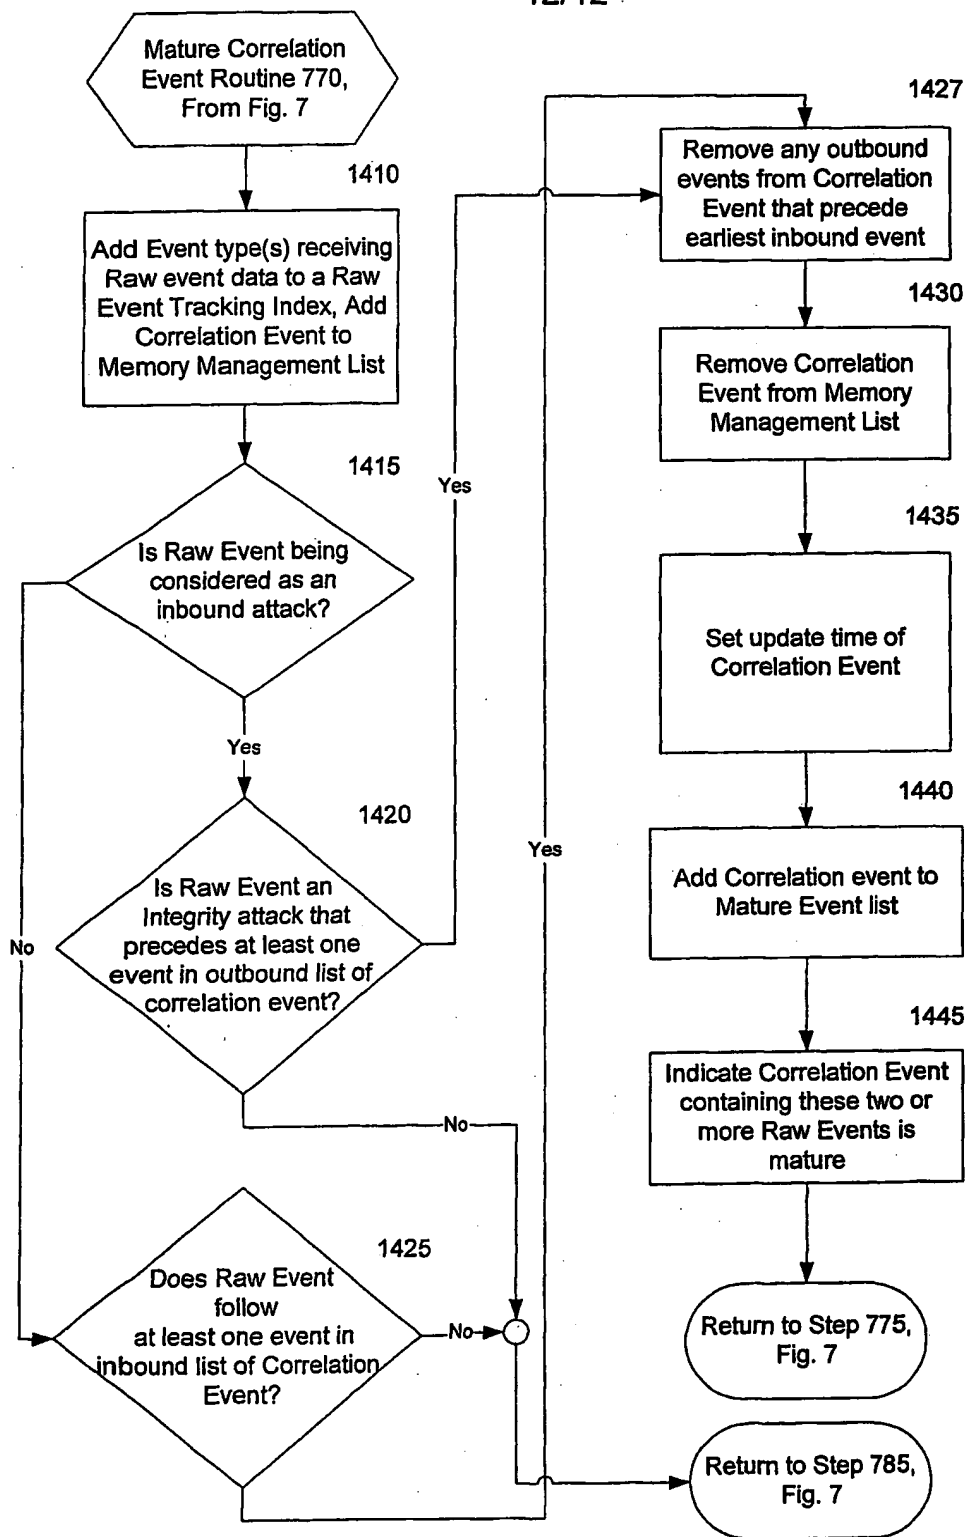 12/12
Mature Correlation
Event Routine 770,
From Fig. 7
1410
Add Event type(s) receiving
Raw event data to a Raw
Event Tracking Index, Add
Correlation Event to
Memory Management List
1415
Is Raw Event being
considered as an
inbound attack?
Yes
1420
Is Raw Event an
Integrity attack that
precedes at least one
event in outbound list of
correlation event?
No
Yes
No
1425
Does Raw Event
follow
at least one event in
inbound list of Correlation
Event?
No
Yes
1427
Remove any outbound
events from Correlation
Event that precede
earliest inbound event
1430
Remove Correlation
Event from Memory
Management List
1435
Set update time of
Correlation Event
1440
Add Correlation event to
Mature Event list
1445
Indicate Correlation Event
containing these two or
more Raw Events is
mature
Return to Step 775,
Fig. 7
Return to Step 785,
Fig. 7